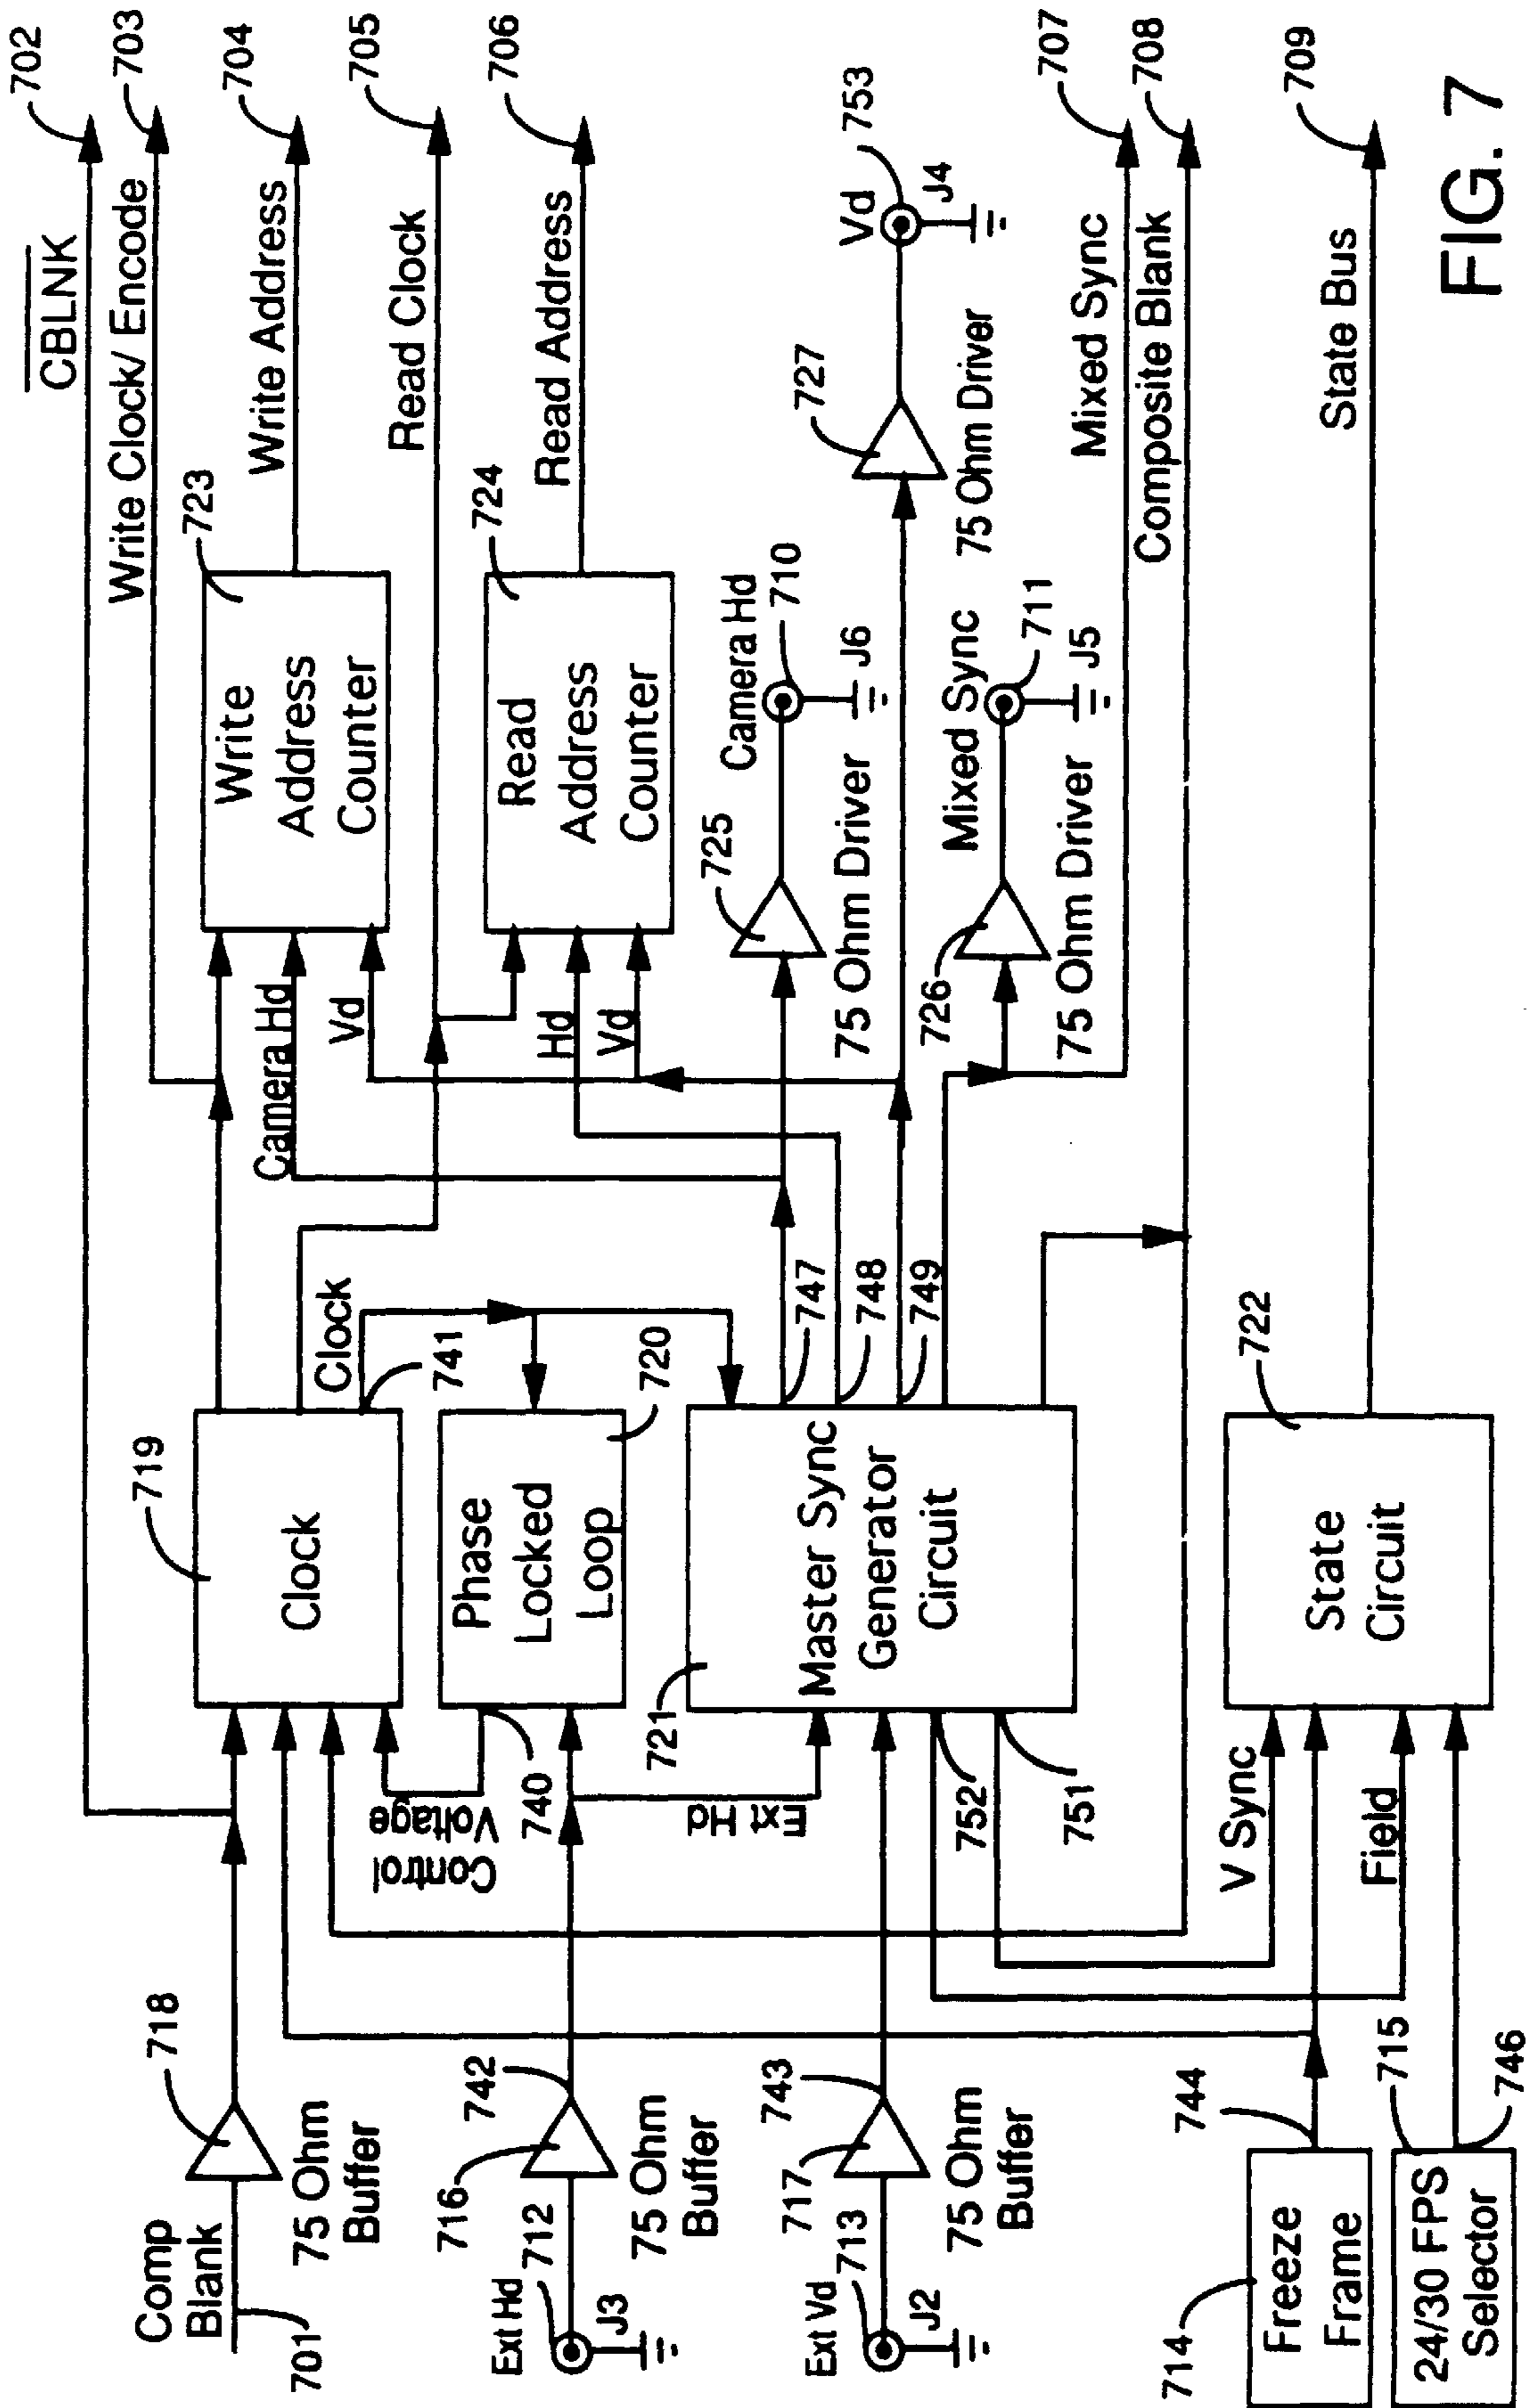 702
CBLNK
703
Write Clock/ Encode
704
Write Address
705
Read Clock
706
Read Address
723
Write
Address
Counter
724
Read
Address
Counter
Camera Hd
Vd
Hd
Vd
719
Clock
Clock
741
Phase
Locked
Loop
720
740
Control
Voltage
Comp
Blank
701
718
75 Ohm
Buffer
Ext Hd
712
J3
716
742
75 Ohm
Buffer
Ext Vd
713
J2
717
743
75 Ohm
Buffer
Ext Hd
721
Master Sync
Generator
Circuit
747
748
749
752
751
725
75 Ohm Driver
Camera Hd
710
J6
727
75 Ohm Driver
Vd
753
J4
726
75 Ohm Driver
Mixed Sync
711
J5
Mixed Sync
707
Composite Blank
708
714
Freeze
Frame
744
24/30 FPS
Selector
715
746
V Sync
Field
722
State
Circuit
State Bus
709
FIG. 7